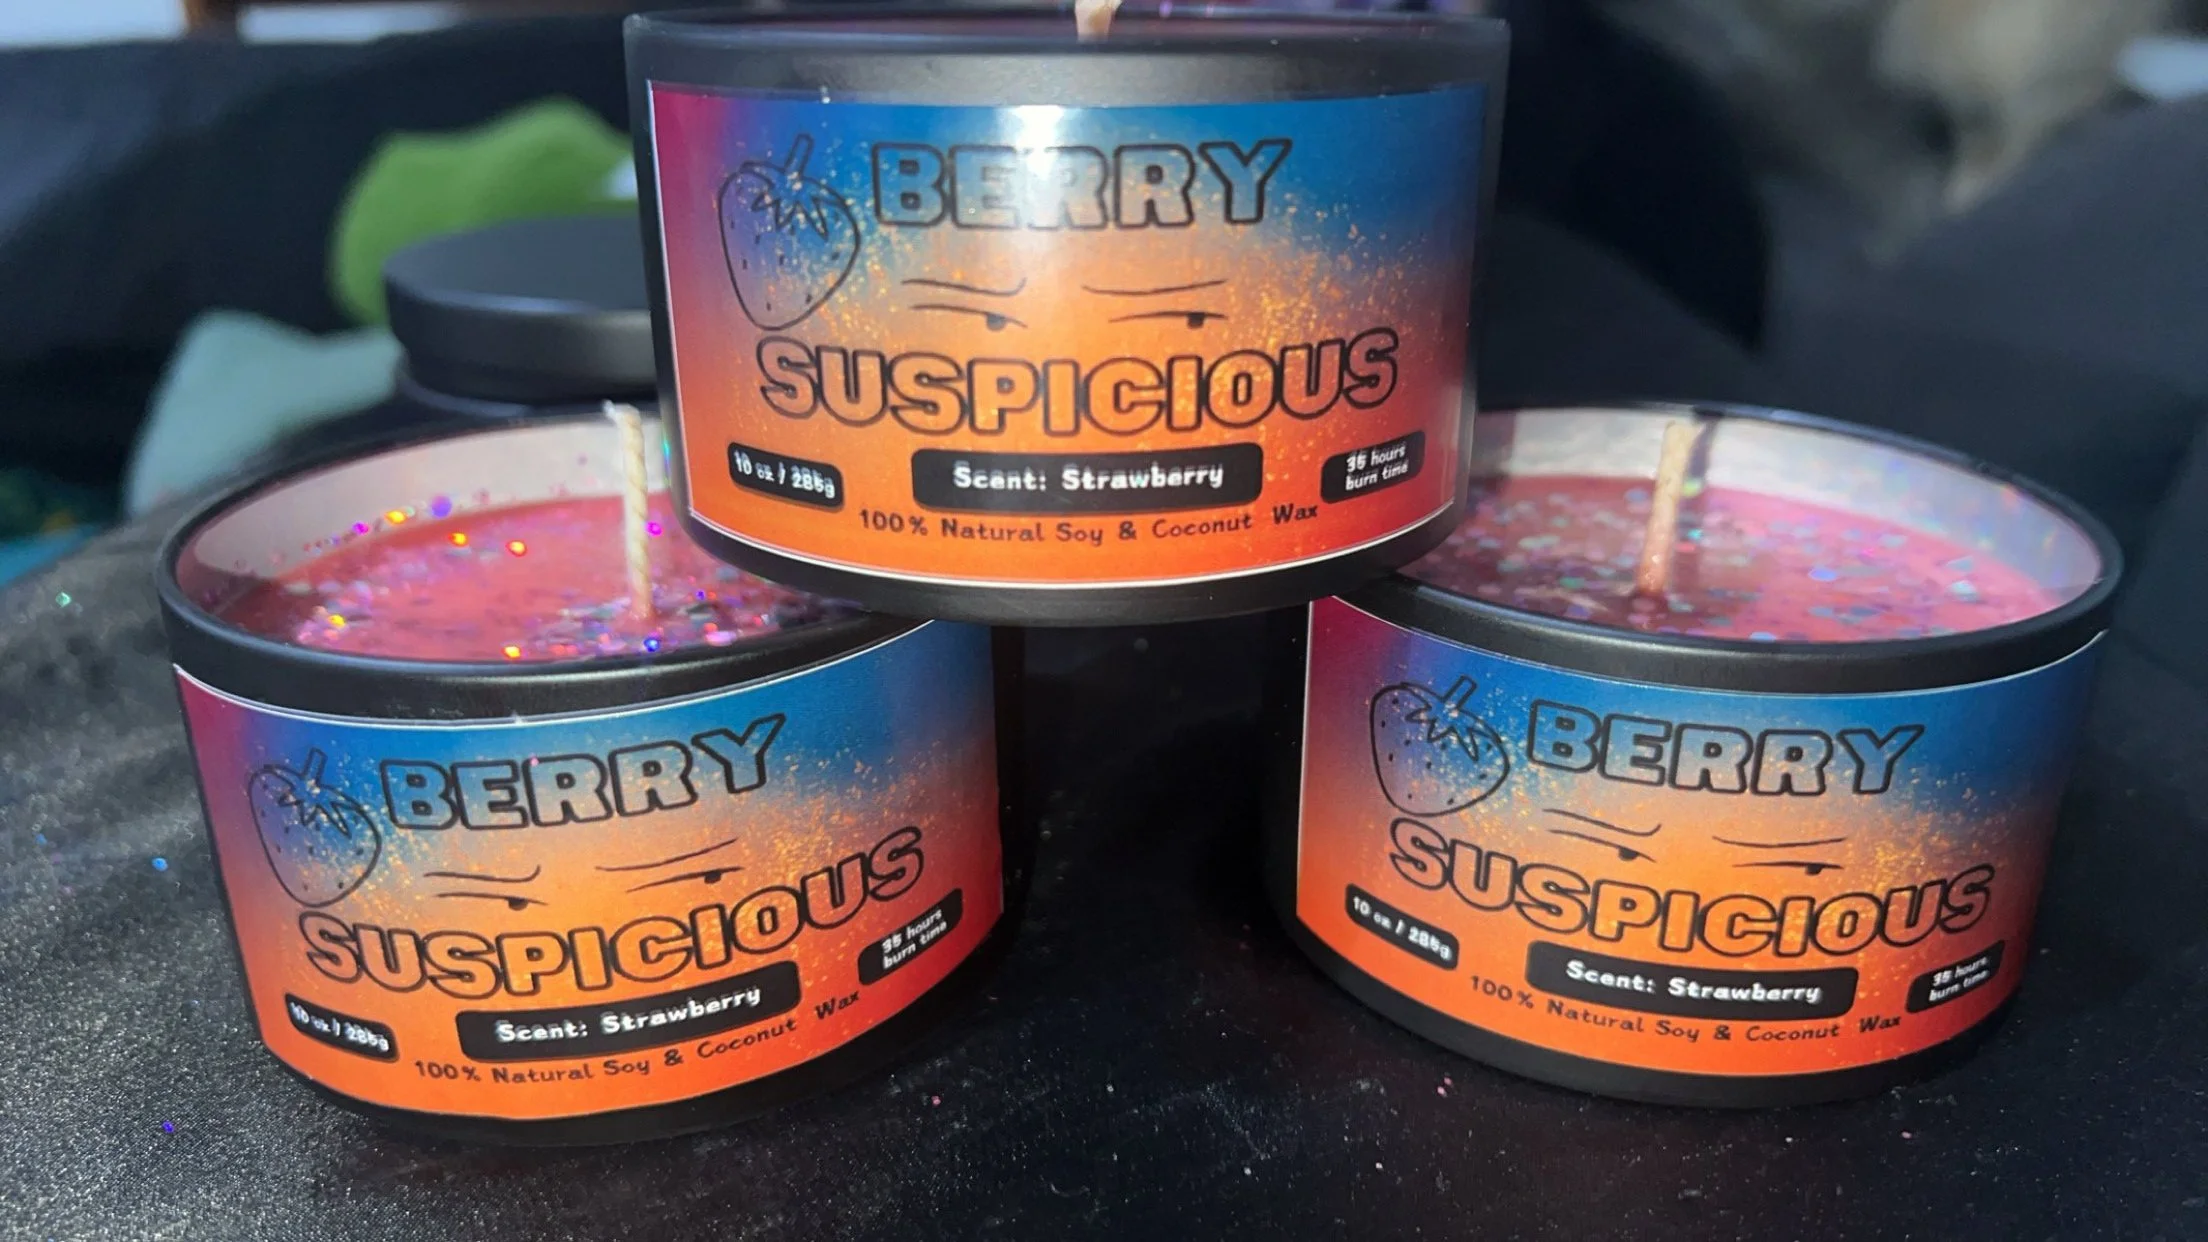 BERRY
SUSPICIOUS
10 oz / 285g
Scent: Strawberry
35 hours
burn time
100% Natural Soy & Coconut Wax
BERRY
SUSPICIOUS
10 oz / 285g
Scent: Strawberry
35 hours
burn time
100% Natural Soy & Coconut Wax
BERRY
SUSPICIOUS
10 oz / 285g
Scent: Strawberry
35 hours
burn time
100% Natural Soy & Coconut Wax